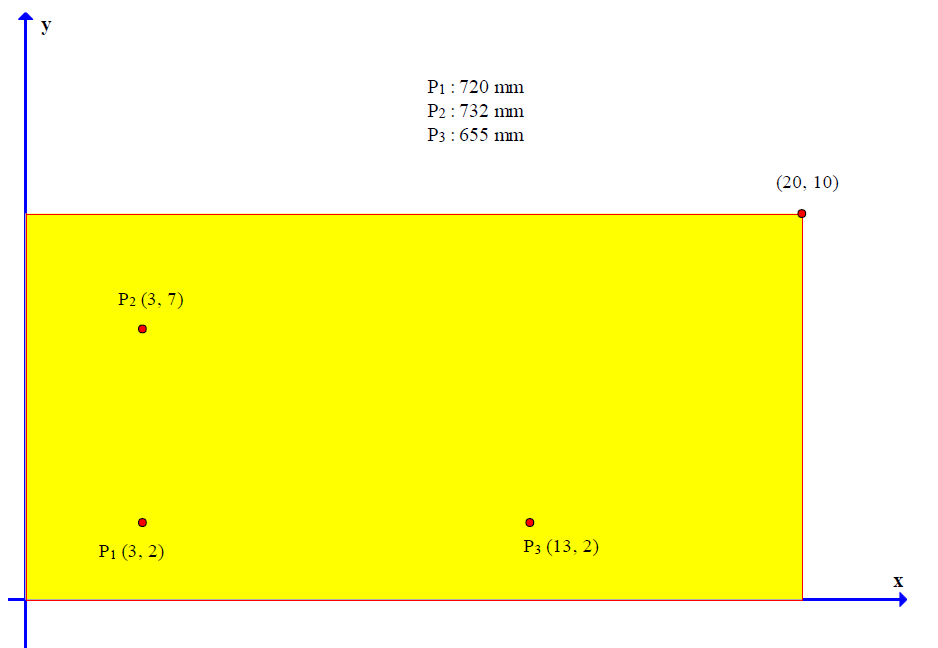 y
P1 : 720 mm
P2 : 732 mm
P3 : 655 mm
(20, 10)
P2 (3, 7)
P1 (3, 2)
P3 (13, 2)
x